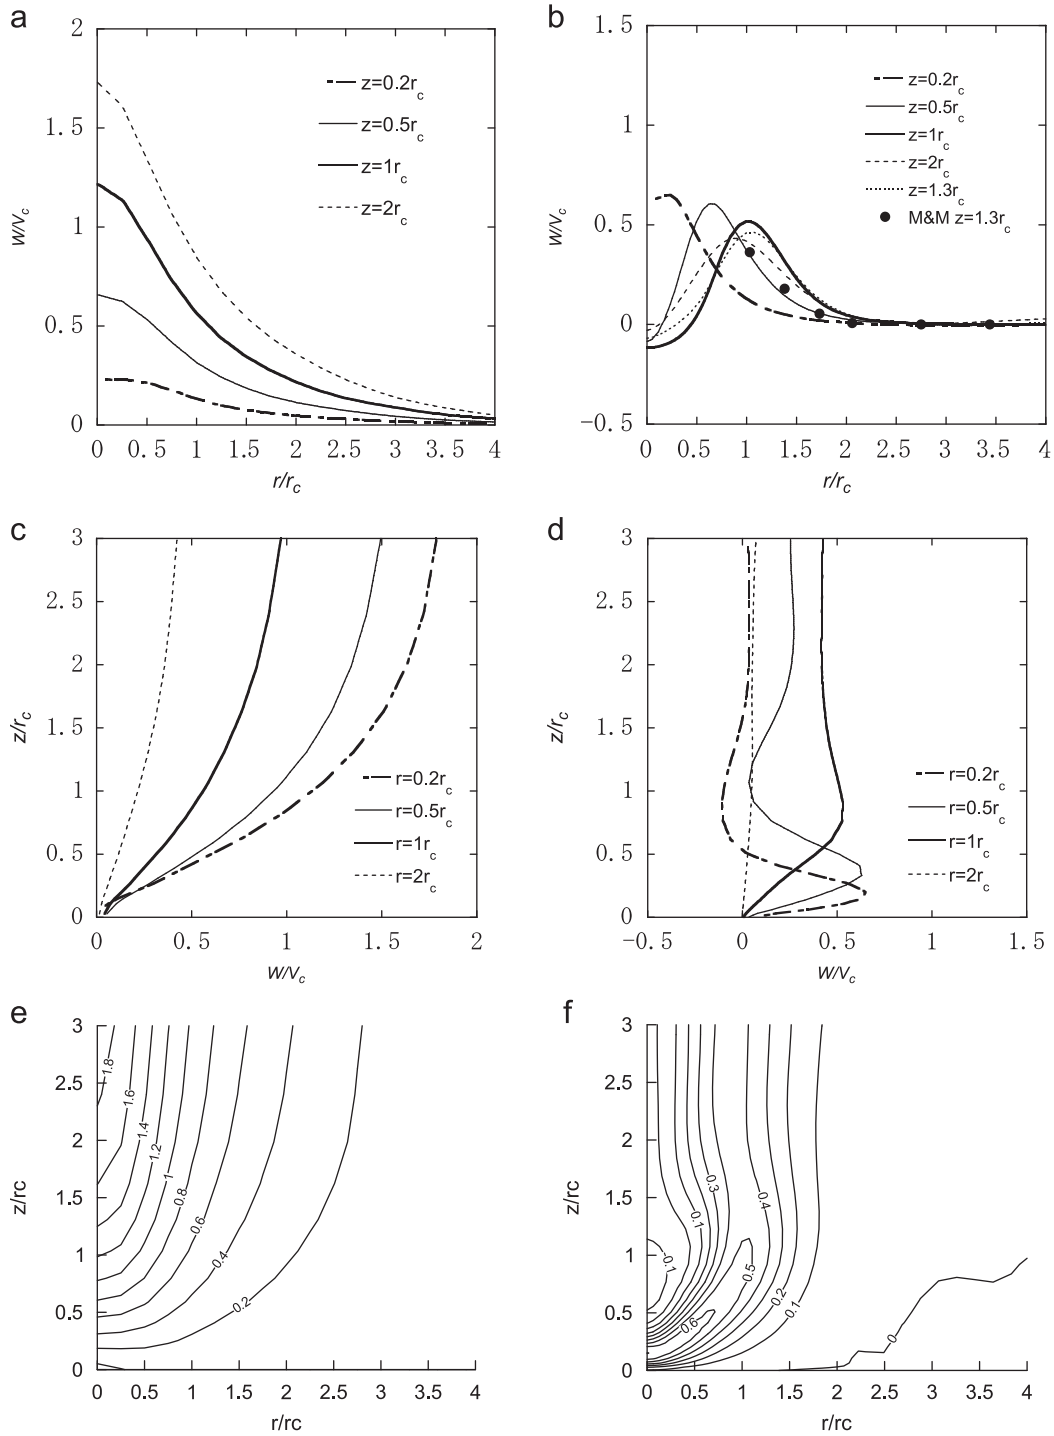 a
2
1.5
1
0.5
0
W/Vc
0 0.5 1 1.5 2 2.5 3 3.5 4
r/rc
z=0.2rc
z=0.5rc
z=1rc
z=2rc
b
1.5
1
0.5
0
−0.5
W/Vc
0 0.5 1 1.5 2 2.5 3 3.5 4
r/rc
z=0.2rc
z=0.5rc
z=1rc
z=2rc
z=1.3rc
M&M z=1.3rc
c
3
2.5
2
1.5
1
0.5
0
z/rc
0 0.5 1 1.5 2
W/Vc
r=0.2rc
r=0.5rc
r=1rc
r=2rc
d
3
2.5
2
1.5
1
0.5
0
z/rc
−0.5 0 0.5 1 1.5
W/Vc
r=0.2rc
r=0.5rc
r=1rc
r=2rc
e
3
2.5
2
1.5
1
0.5
0
z/rc
0 0.5 1 1.5 2 2.5 3 3.5 4
r/rc
1.8
1.6
1.4
1.2
1
0.8
0.6
0.4
0.2
f
3
2.5
2
1.5
1
0.5
0
z/rc
0 0.5 1 1.5 2 2.5 3 3.5 4
r/rc
0.3
0.1
0.4
-0.1
0.5
0.6
0.2
0.1
0